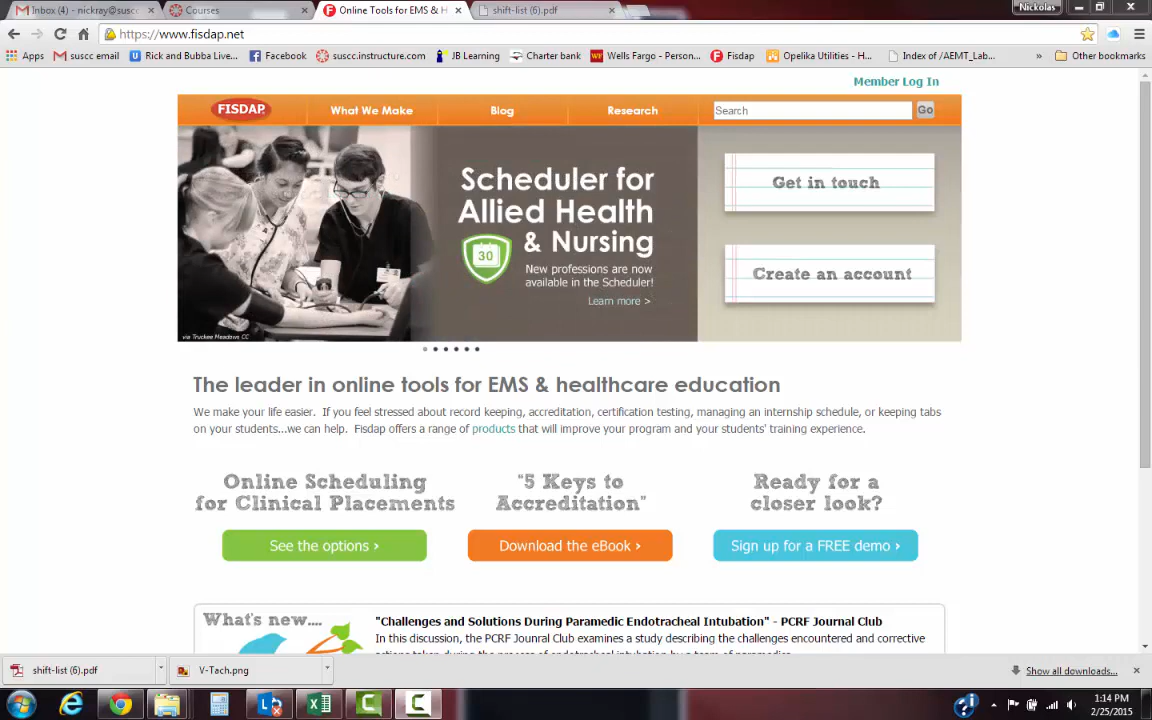 Inbox (4) - nickray@suscc
Courses
Online Tools for EMS & H
shift-list (6).pdf
Nickolas
https://www.fisdap.net
Apps
suscc email
Rick and Bubba Live...
Facebook
suscc.instructure.com
JB Learning
Charter bank
Wells Fargo - Person...
Fisdap
Opelika Utilities - H...
Index of /AEMT_Lab...
»
Other bookmarks
Member Log In
FISDAP
What We Make
Blog
Research
Search
Go
Scheduler for
Allied Health
& Nursing
30
New professions are now
available in the Scheduler!
Learn more >
via Truckee Meadows CC
Get in touch
Create an account
The leader in online tools for EMS & healthcare education
We make your life easier. If you feel stressed about record keeping, accreditation, certification testing, managing an internship schedule, or keeping tabs
on your students...we can help. Fisdap offers a range of products that will improve your program and your students' training experience.
Online Scheduling
for Clinical Placements
See the options ›
"5 Keys to
Accreditation"
Download the eBook ›
Ready for a
closer look?
Sign up for a FREE demo ›
What's new....
"Challenges and Solutions During Paramedic Endotracheal Intubation" - PCRF Journal Club
In this discussion, the PCRF Jounral Club examines a study describing the challenges encountered and corrective
shift-list (6).pdf
V-Tach.png
Show all downloads...
1:14 PM
2/25/2015